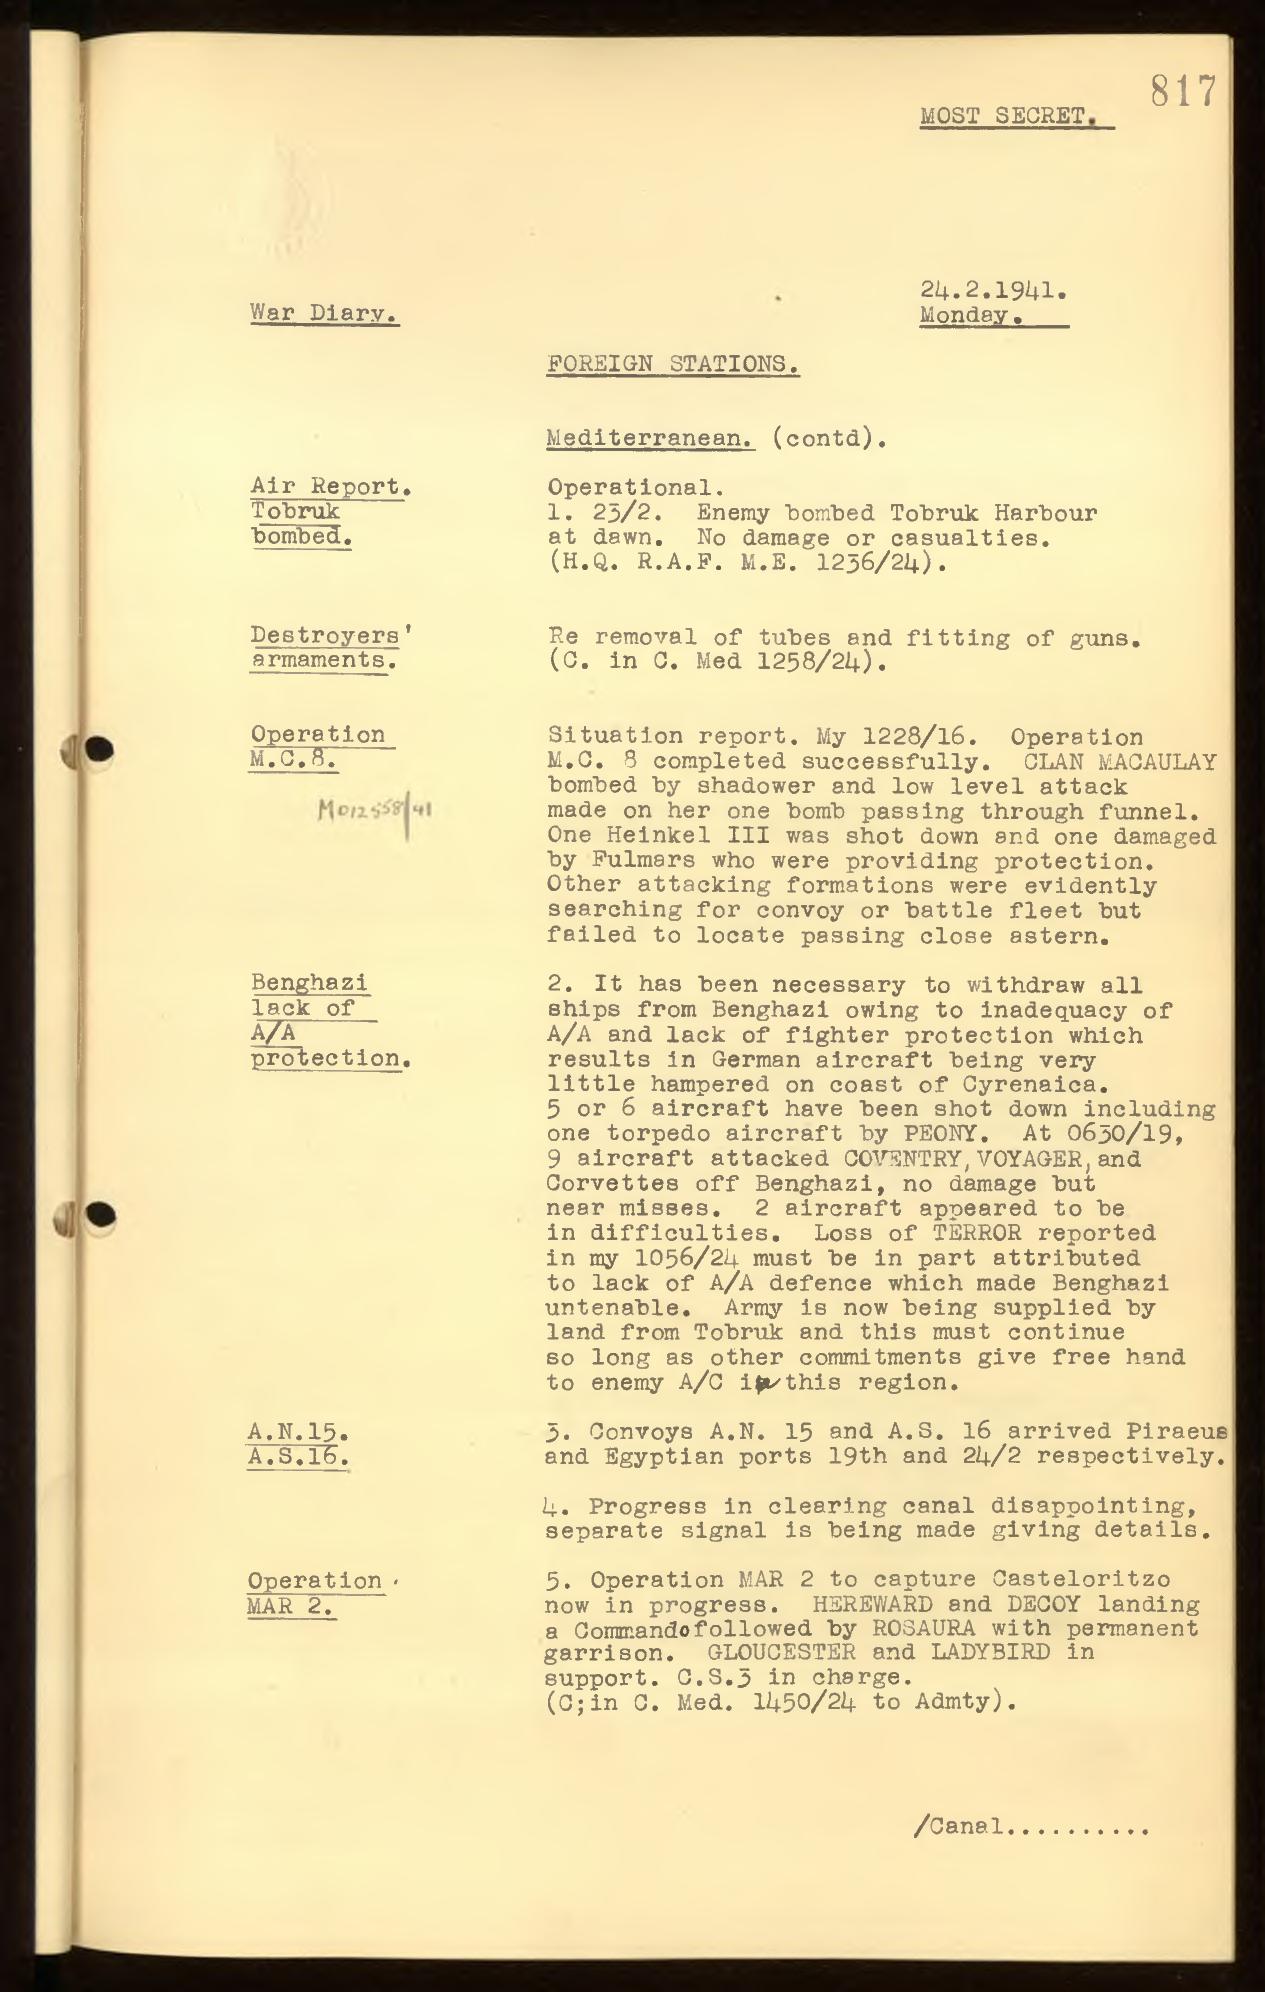 817
MOST SECRET.
24.2.1941.
War Diary.
Monday.
FOREIGN STATIONS.
Mediterranean. (contd).
Air Report.
Tobruk
bombed.
Operational.
1. 23/2. Enemy bombed Tobruk Harbour
at dawn. No damage or casualties.
(H.Q. R.A.F. M.E. 1236/24).
Destroyers'
armaments.
Re removal of tubes and fitting of guns.
(C. in C. Med 1258/24).
Operation
M.C.8.
M012558/41
Situation report. My 1228/16. Operation
M.C. 8 completed successfully. CLAN MACAULAY
bombed by shadower and low level attack
made on her one bomb passing through funnel.
One Heinkel III was shot down and one damaged
by Fulmars who were providing protection.
Other attacking formations were evidently
searching for convoy or battle fleet but
failed to locate passing close astern.
Benghazi
lack of
A/A
protection.
2. It has been necessary to withdraw all
ships from Benghazi owing to inadequacy of
A/A and lack of fighter protection which
results in German aircraft being very
little hampered on coast of Cyrenaica.
5 or 6 aircraft have been shot down including
one torpedo aircraft by PEONY. At 0630/19,
9 aircraft attacked COVENTRY, VOYAGER, and
Corvettes off Benghazi, no damage but
near misses. 2 aircraft appeared to be
in difficulties. Loss of TERROR reported
in my 1056/24 must be in part attributed
to lack of A/A defence which made Benghazi
untenable. Army is now being supplied by
land from Tobruk and this must continue
so long as other commitments give free hand
to enemy A/C in this region.
A.N.15.
A.S.16.
3. Convoys A.N. 15 and A.S. 16 arrived Piraeus
and Egyptian ports 19th and 24/2 respectively.
4. Progress in clearing canal disappointing,
separate signal is being made giving details.
Operation
MAR 2.
5. Operation MAR 2 to capture Casteloritzo
now in progress. HEREWARD and DECOY landing
a Commando followed by ROSAURA with permanent
garrison. GLOUCESTER and LADYBIRD in
support. C.S.3 in charge.
(C;in C. Med. 1450/24 to Admty).
/Canal..........